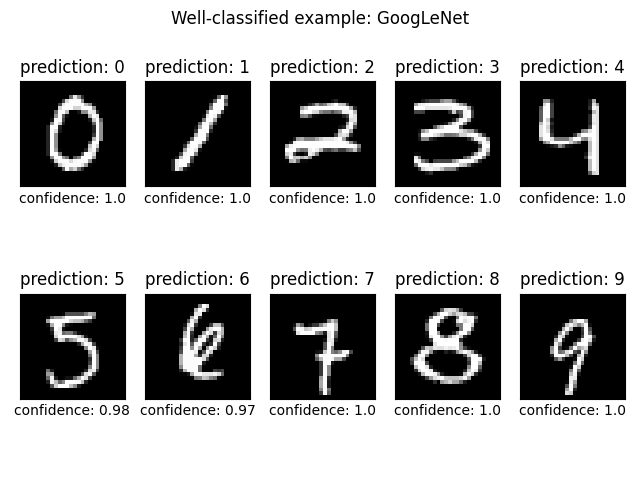 Well-classified example: GoogLeNet
prediction: 0 prediction: 1 prediction: 2 prediction: 3 prediction: 4
0 1 2 3 4
confidence: 1.0 confidence: 1.0 confidence: 1.0 confidence: 1.0 confidence: 1.0
prediction: 5 prediction: 6 prediction: 7 prediction: 8 prediction: 9
5 6 7 8 9
confidence: 0.98 confidence: 0.97 confidence: 1.0 confidence: 1.0 confidence: 1.0